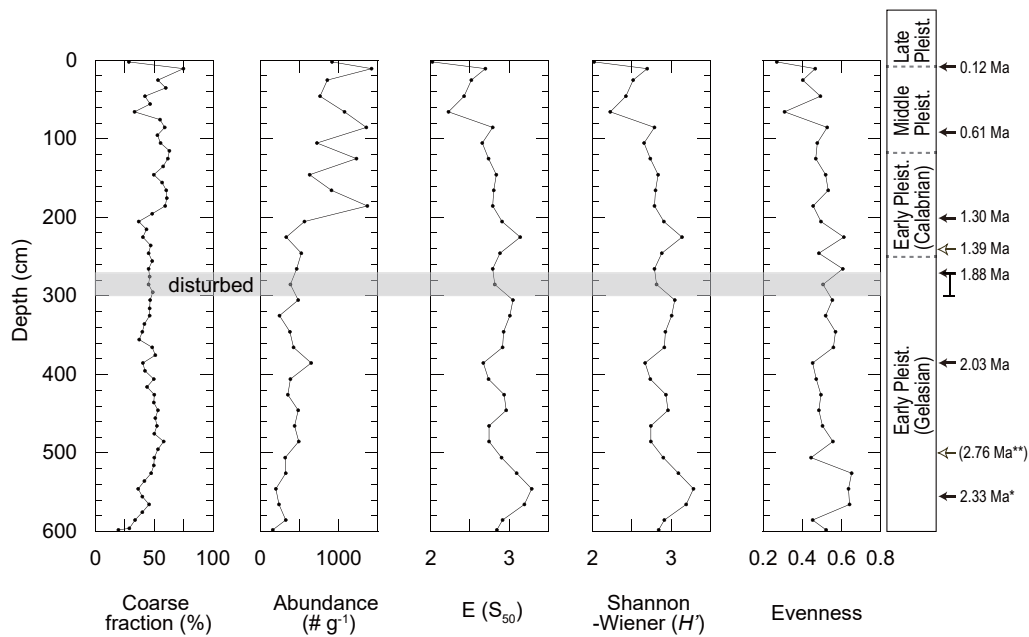 0
100
200
300
400
500
600
Depth (cm)
disturbed
0 50 100
0 1000
2 3
2 3
0.2 0.4 0.6 0.8
Coarse
fraction (%)
Abundance
(# g-1)
E (S50)
Shannon
-Wiener (H')
Evenness
Late
Pleist.
Middle
Pleist.
Early Pleist.
(Calabrian)
Early Pleist.
(Gelasian)
0.12 Ma
0.61 Ma
1.30 Ma
1.39 Ma
1.88 Ma
2.03 Ma
(2.76 Ma**)
2.33 Ma*